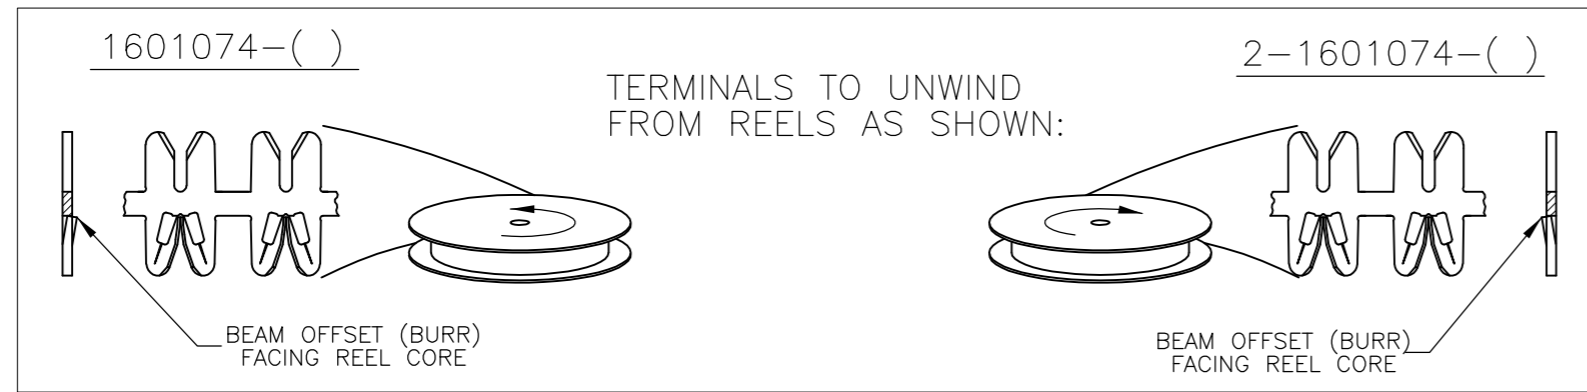 1601074-( )
2-1601074-( )
TERMINALS TO UNWIND
FROM REELS AS SHOWN:
BEAM OFFSET (BURR)
FACING REEL CORE
BEAM OFFSET (BURR)
FACING REEL CORE